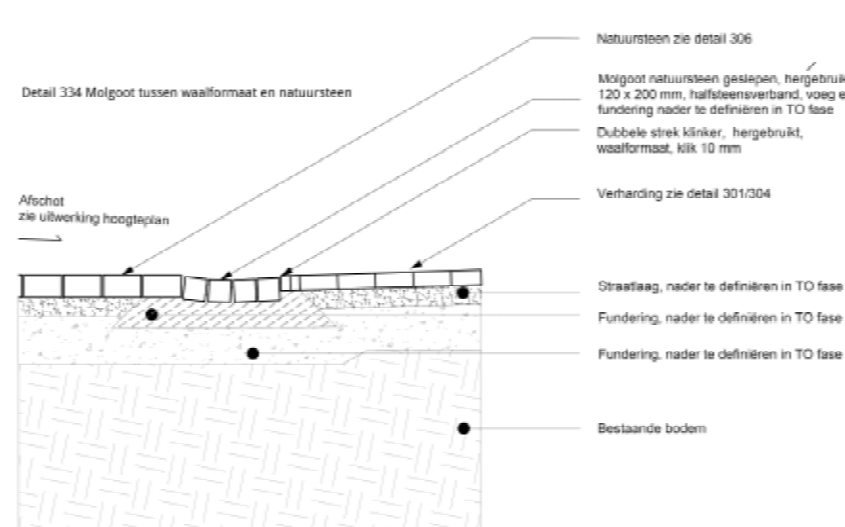 Natuursteen zie detail 306
Detail 334 Molgoot tussen waalformaat en natuursteen
Molgoot natuursteen geslepen, hergebruik
120 x 200 mm, halfsteensverband, voeg e
fundering nader te definiëren in TO fase
Dubbele strek klinker, hergebruikt,
waalformaat, klik 10 mm
Afschot
zie uitwerking hoogteplan
Verharding zie detail 301/304
Straatlaag, nader te definiëren in TO fase
Fundering, nader te definiëren in TO fase
Fundering, nader te definiëren in TO fase
Bestaande bodem